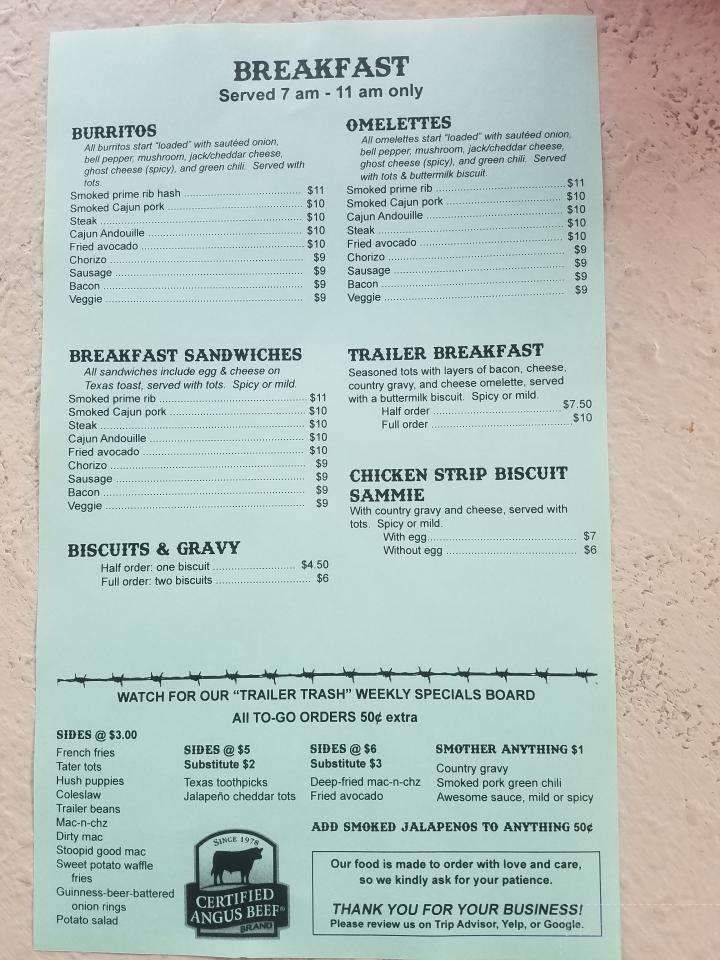 BREAKFAST
Served 7 am - 11 am only
BURRITOS
All burritos start "loaded" with sautéed onion,
bell pepper, mushroom, jack/cheddar cheese,
ghost cheese (spicy), and green chili. Served with
tots.
Smoked prime rib hash $11
Smoked Cajun pork $10
Steak $10
Cajun Andouille $10
Fried avocado $10
Chorizo $9
Sausage $9
Bacon $9
Veggie $9
OMELETTES
All omelettes start "loaded" with sautéed onion,
bell pepper, mushroom, jack/cheddar cheese,
ghost cheese (spicy), and green chili. Served
with tots & buttermilk biscuit.
Smoked prime rib $11
Smoked Cajun pork $10
Cajun Andouille $10
Steak $10
Fried avocado $10
Chorizo $9
Sausage $9
Bacon $9
Veggie $9
BREAKFAST SANDWICHES
All sandwiches include egg & cheese on
Texas toast, served with tots. Spicy or mild.
Smoked prime rib $11
Smoked Cajun pork $10
Steak $10
Cajun Andouille $10
Fried avocado $10
Chorizo $9
Sausage $9
Bacon $9
Veggie $9
TRAILER BREAKFAST
Seasoned tots with layers of bacon, cheese,
country gravy, and cheese omelette, served
with a buttermilk biscuit. Spicy or mild.
Half order $7.50
Full order $10
CHICKEN STRIP BISCUIT
SAMMIE
With country gravy and cheese, served with
tots. Spicy or mild.
With egg $7
Without egg $6
BISCUITS & GRAVY
Half order: one biscuit $4.50
Full order: two biscuits $6
WATCH FOR OUR "TRAILER TRASH" WEEKLY SPECIALS BOARD
All TO-GO ORDERS 50¢ extra
SIDES @ $3.00
French fries
Tater tots
Hush puppies
Coleslaw
Trailer beans
Mac-n-chz
Dirty mac
Stoopid good mac
Sweet potato waffle
fries
Guinness-beer-battered
onion rings
Potato salad
SIDES @ $5
Substitute $2
Texas toothpicks
Jalapeño cheddar tots
SIDES @ $6
Substitute $3
Deep-fried mac-n-chz
Fried avocado
SMOTHER ANYTHING $1
Country gravy
Smoked pork green chili
Awesome sauce, mild or spicy
ADD SMOKED JALAPENOS TO ANYTHING 50¢
SINCE 1978
CERTIFIED
ANGUS BEEF®
BRAND
Our food is made to order with love and care,
so we kindly ask for your patience.
THANK YOU FOR YOUR BUSINESS!
Please review us on Trip Advisor, Yelp, or Google.